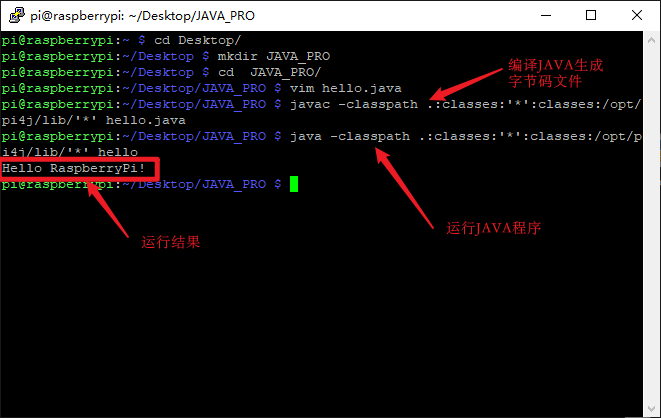 pi@raspberrypi: ~/Desktop/JAVA_PRO
pi@raspberrypi:~ $ cd Desktop/
pi@raspberrypi:~/Desktop $ mkdir JAVA_PRO
pi@raspberrypi:~/Desktop $ cd  JAVA_PRO/
pi@raspberrypi:~/Desktop/JAVA_PRO $ vim hello.java
编译JAVA生成
字节码文件
pi@raspberrypi:~/Desktop/JAVA_PRO $ javac -classpath .:classes:'*':classes:/opt/
pi4j/lib/'*' hello.java
pi@raspberrypi:~/Desktop/JAVA_PRO $ java -classpath .:classes:'*':classes:/opt/p
i4j/lib/'*' hello
Hello RaspberryPi!
pi@raspberrypi:~/Desktop/JAVA_PRO $
运行JAVA程序
运行结果